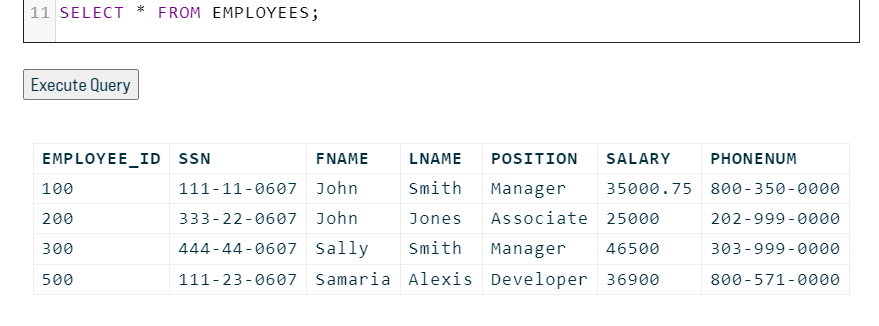 11 SELECT * FROM EMPLOYEES;
Execute Query
EMPLOYEE_ID SSN FNAME LNAME POSITION SALARY PHONENUM
100 111-11-0607 John Smith Manager 35000.75 800-350-0000
200 333-22-0607 John Jones Associate 25000 202-999-0000
300 444-44-0607 Sally Smith Manager 46500 303-999-0000
500 111-23-0607 Samaria Alexis Developer 36900 800-571-0000